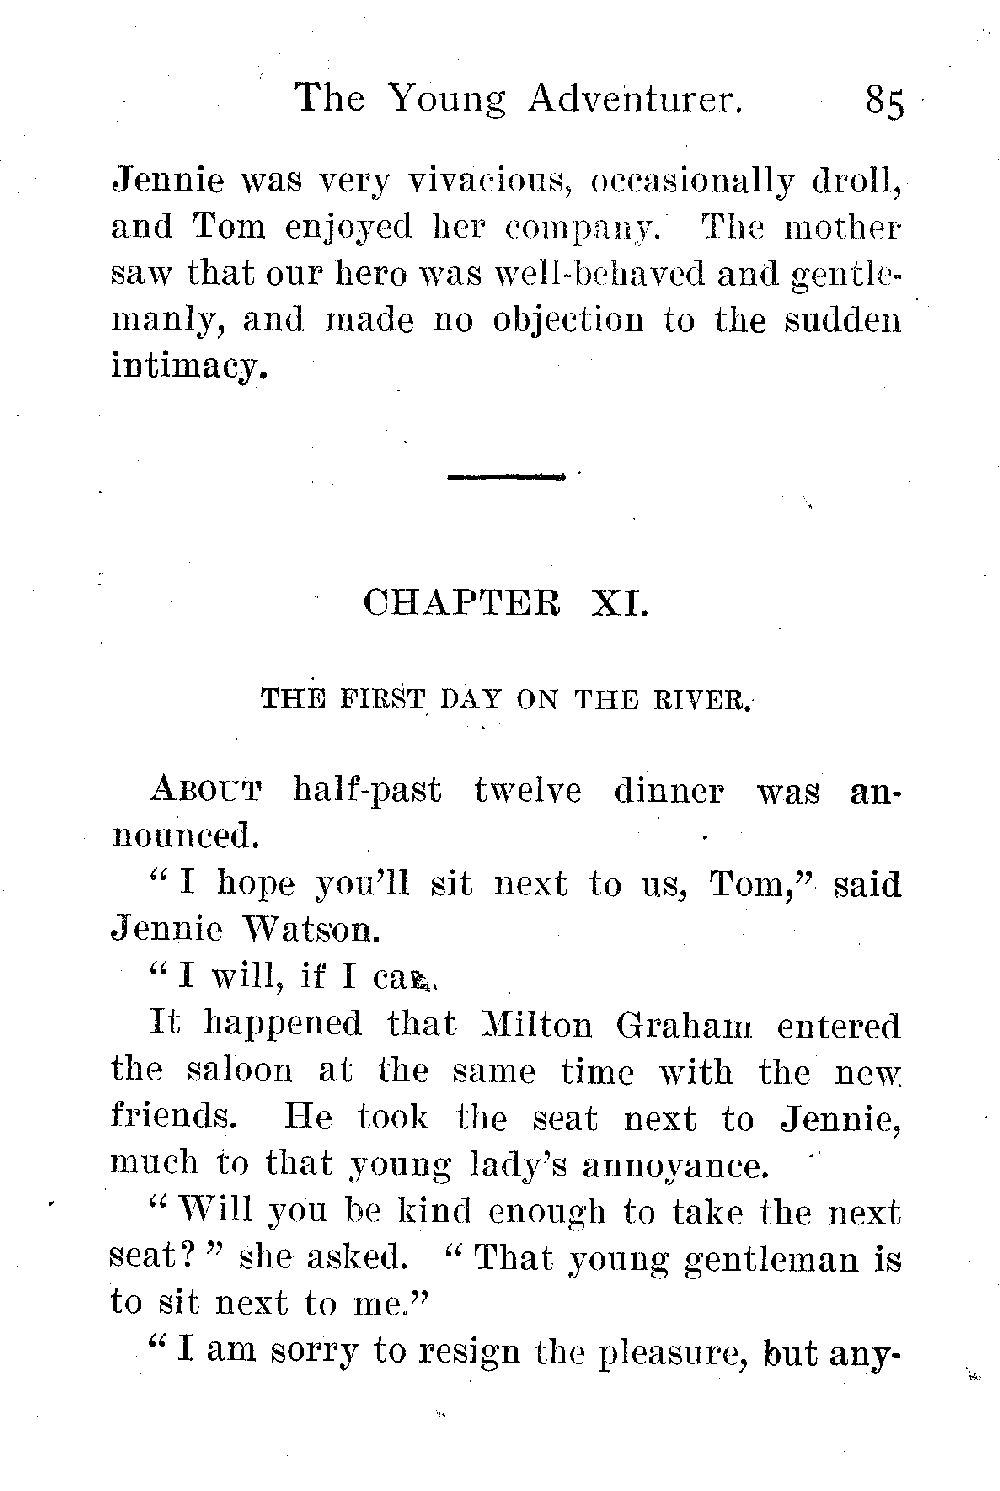 The Young Adventurer. 85
Jennie was very vivacious, occasionally droll,
and Tom enjoyed her company. The mother
saw that our hero was well-behaved and gentle-
manly, and made no objection to the sudden
intimacy.
CHAPTER XI.
THE FIRST DAY ON THE RIVER.
ABOUT half-past twelve dinner was an-
nounced.
“ I hope you’ll sit next to us, Tom,” said
Jennie Watson.
“ I will, if I can.
It happened that Milton Graham entered
the saloon at the same time with the new
friends. He took the seat next to Jennie,
much to that young lady’s annoyance.
“ Will you be kind enough to take the next
seat? ” she asked. “ That young gentleman is
to sit next to me.”
“ I am sorry to resign the pleasure, but any-